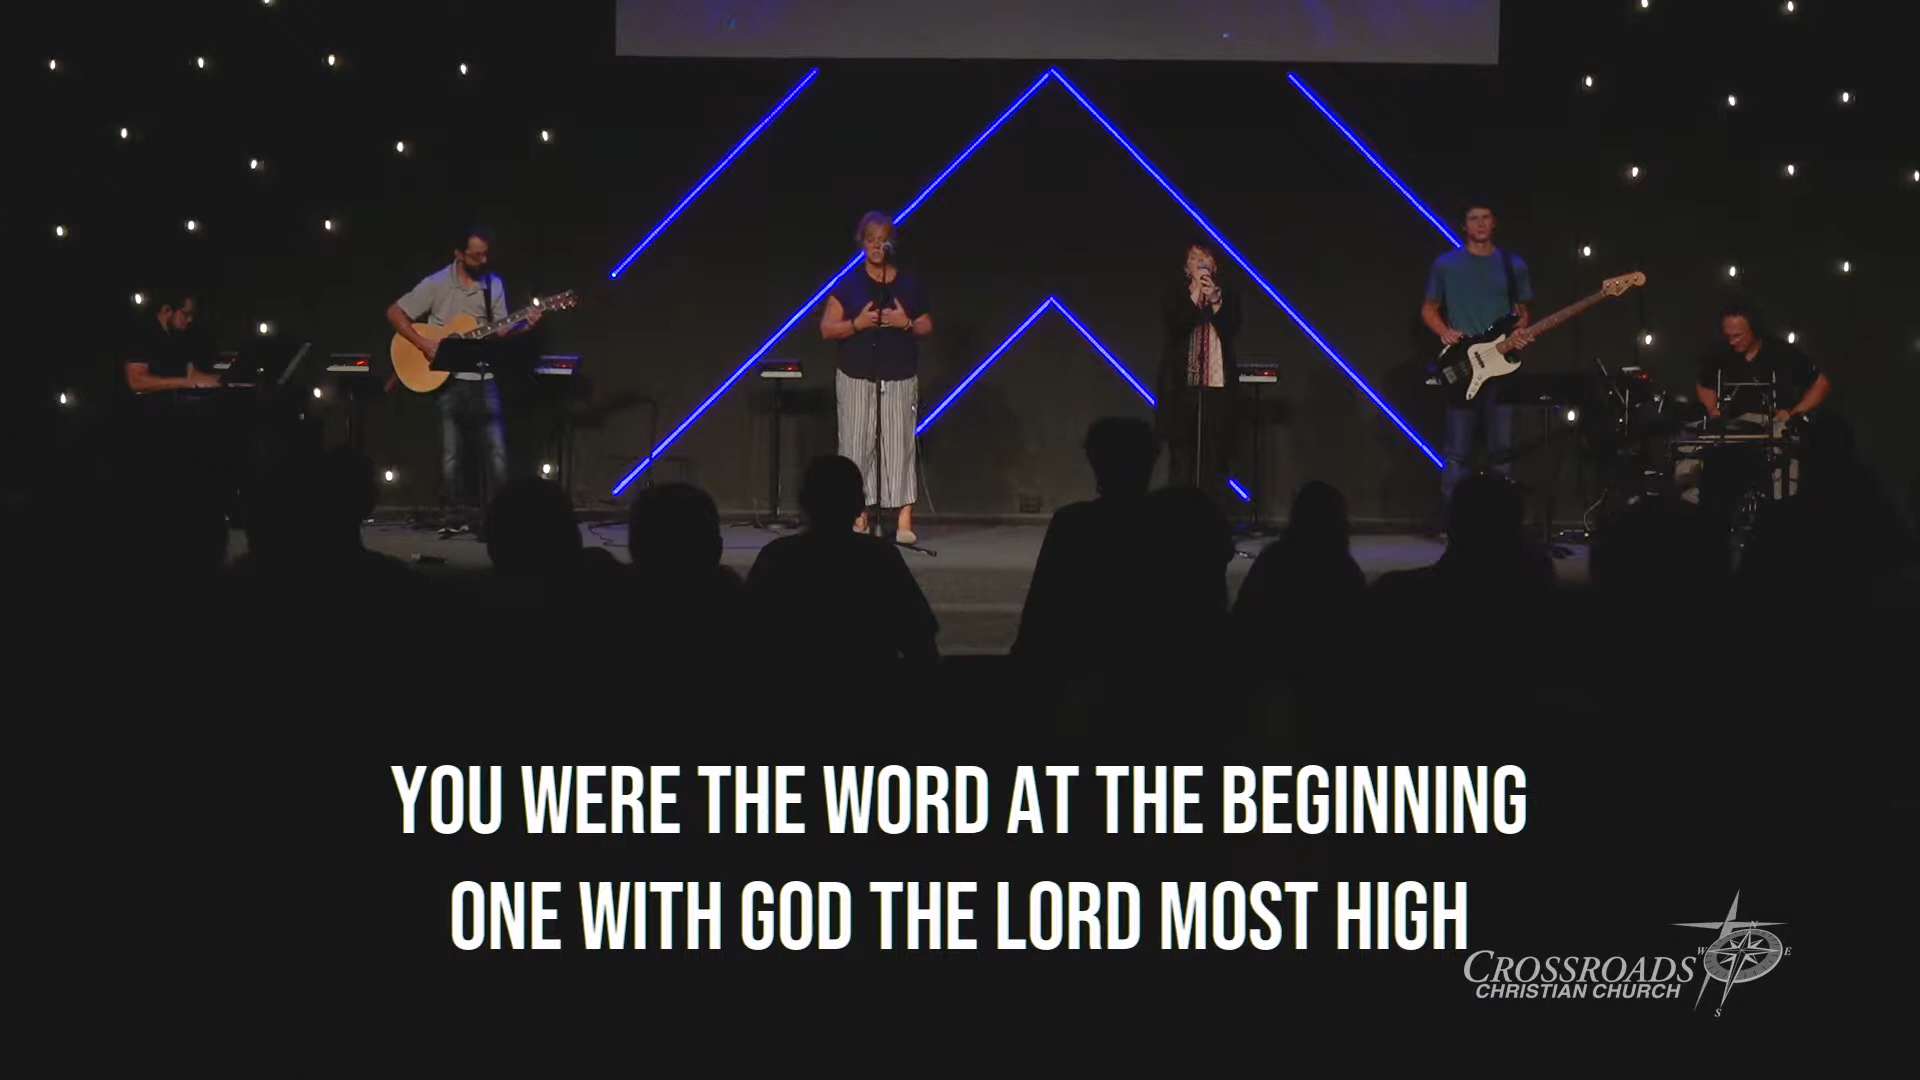 YOU WERE THE WORD AT THE BEGINNING
ONE WITH GOD THE LORD MOST HIGH
CROSSROADS
CHRISTIAN CHURCH
N
W
E
S